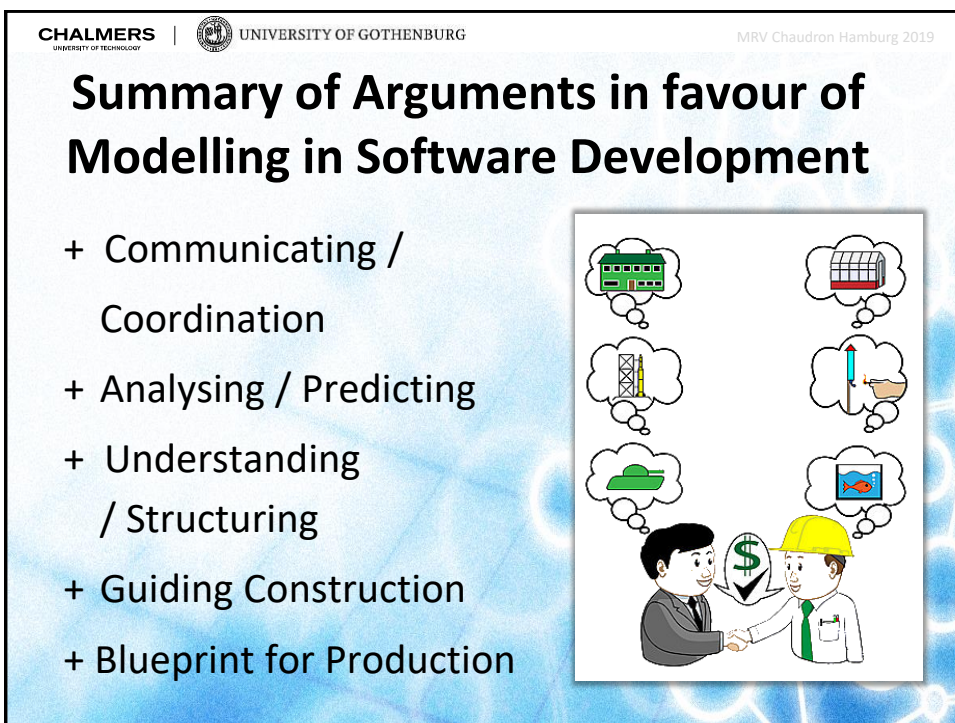 CHALMERS | UNIVERSITY OF GOTHENBURG
UNIVERSITY OF TECHNOLOGY
MRV Chaudron Hamburg 2019
Summary of Arguments in favour of
Modelling in Software Development
+ Communicating /
Coordination
+ Analysing / Predicting
+ Understanding
/ Structuring
+ Guiding Construction
+ Blueprint for Production
$